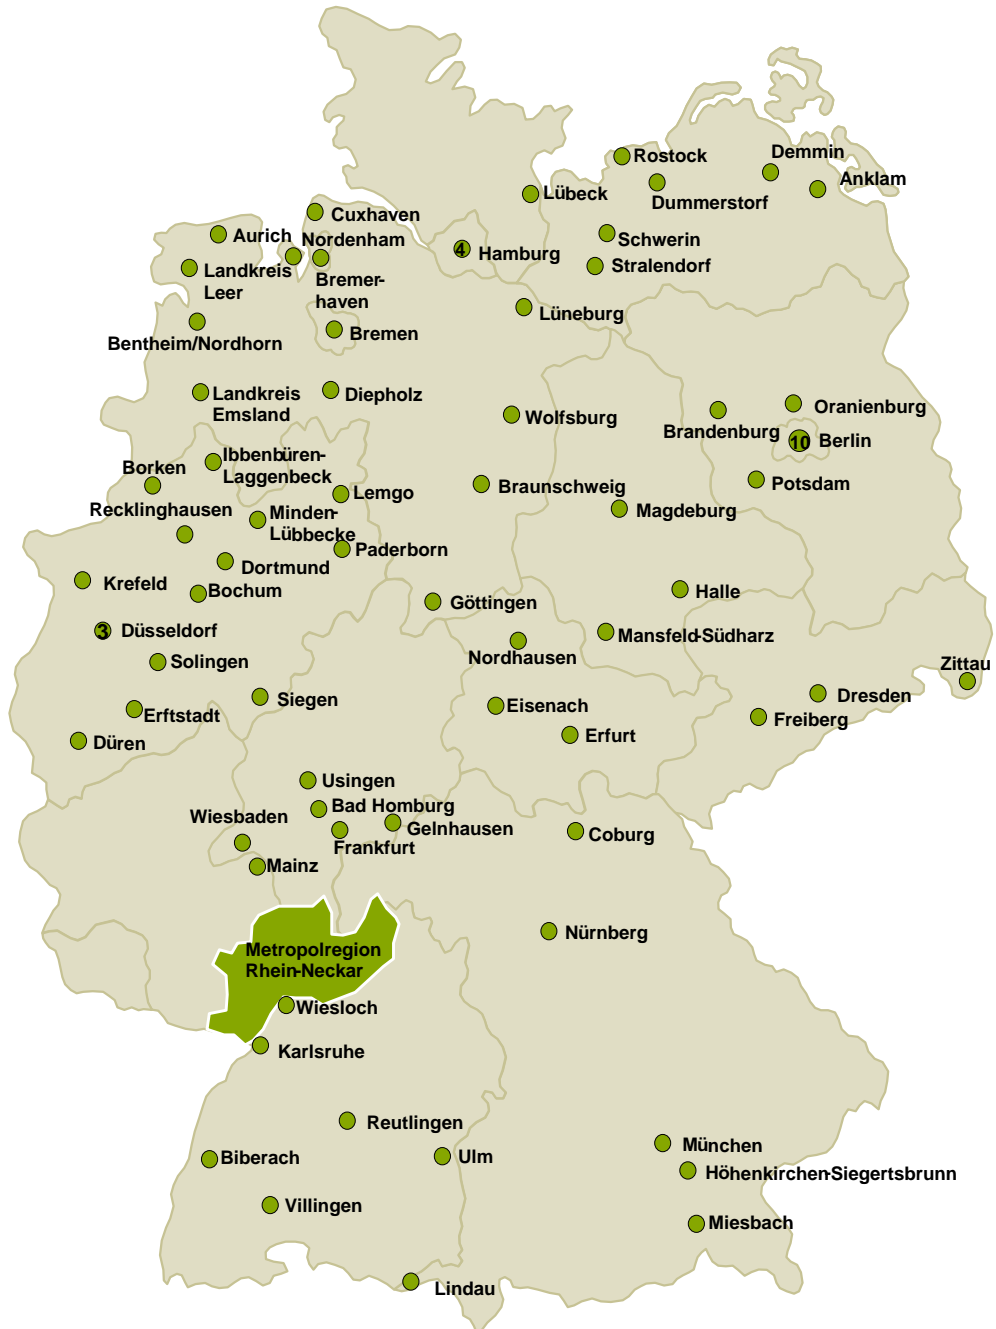 Demmin
Rostock
Anklam
Lübeck
Dummerstorf
Cuxhaven
Aurich
Nordenham
Schwerin
4
Hamburg
Stralendorf
Landkreis
Leer
Bremer-
haven
Lüneburg
Bremen
Bentheim/Nordhorn
Landkreis
Emsland
Diepholz
Oranienburg
Wolfsburg
Brandenburg
10
Berlin
Ibbenbüren-
Laggenbeck
Borken
Potsdam
Braunschweig
Lemgo
Recklinghausen
Magdeburg
Minden-
Lübbecke
Paderborn
Dortmund
Krefeld
Bochum
Halle
Göttingen
3
Düsseldorf
Mansfeld-Südharz
Nordhausen
Solingen
Zittau
Siegen
Dresden
Eisenach
Erftstadt
Freiberg
Düren
Erfurt
Usingen
Bad Homburg
Wiesbaden
Gelnhausen
Coburg
Frankfurt
Mainz
Nürnberg
Metropolregion
Rhein-Neckar
Wiesloch
Karlsruhe
Reutlingen
München
Biberach
Ulm
Höhenkirchen-Siegertsbrunn
Villingen
Miesbach
Lindau